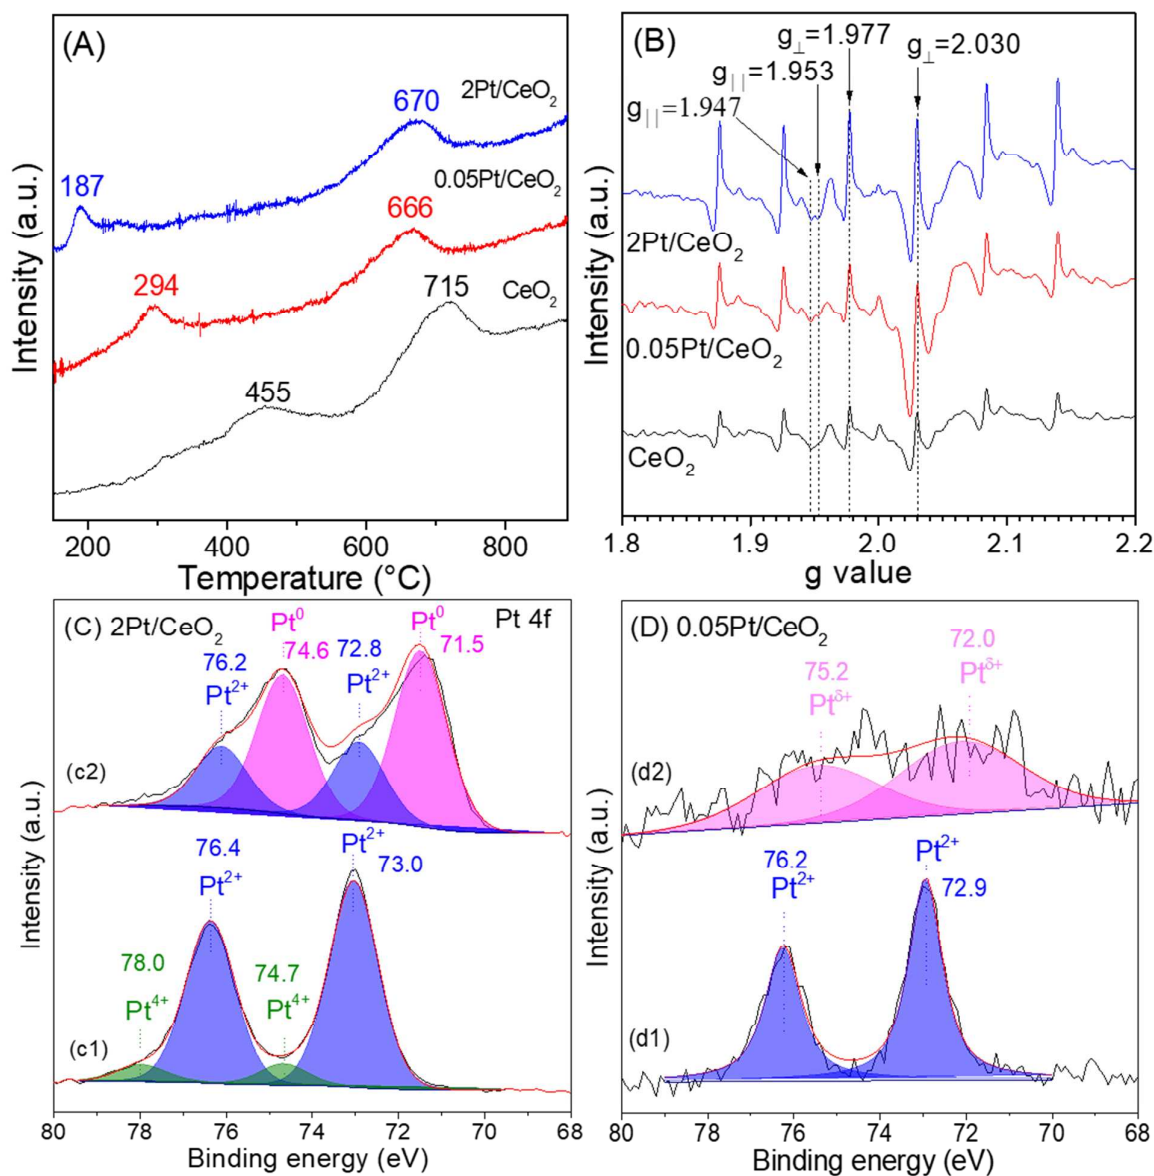 (A)
2Pt/CeO₂
670
187
0.05Pt/CeO₂
666
294
CeO₂
715
455
Intensity (a.u.)
200 400 600 800
Temperature (°C)
(B)
g⊥=1.977
g⊥=2.030
g||=1.953
g||=1.947
2Pt/CeO₂
0.05Pt/CeO₂
CeO₂
Intensity (a.u.)
1.8 1.9 2.0 2.1 2.2
g value
(C) 2Pt/CeO₂
Pt 4f
Pt⁰
74.6
Pt⁰
71.5
76.2
Pt²⁺
72.8
Pt²⁺
(c2)
76.4
Pt²⁺
Pt²⁺
73.0
78.0
Pt⁴⁺
74.7
Pt⁴⁺
(c1)
Intensity (a.u.)
80 78 76 74 72 70 68
Binding energy (eV)
(D) 0.05Pt/CeO₂
75.2
Ptᵟ⁺
72.0
Ptᵟ⁺
(d2)
76.2
Pt²⁺
Pt²⁺
72.9
(d1)
Intensity (a.u.)
80 78 76 74 72 70 68
Binding energy (eV)